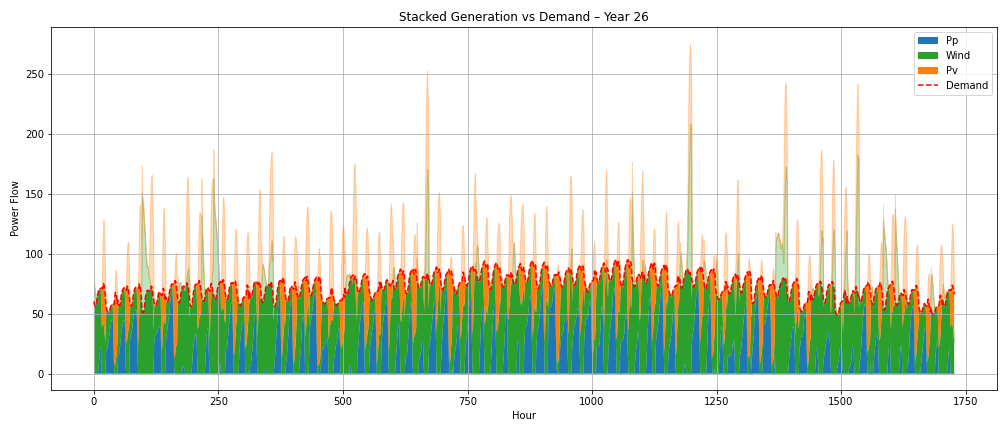 Stacked Generation vs Demand – Year 26
Pp
Wind
Pv
Demand
Power Flow
250
200
150
100
50
0
0 250 500 750 1000 1250 1500 1750
Hour